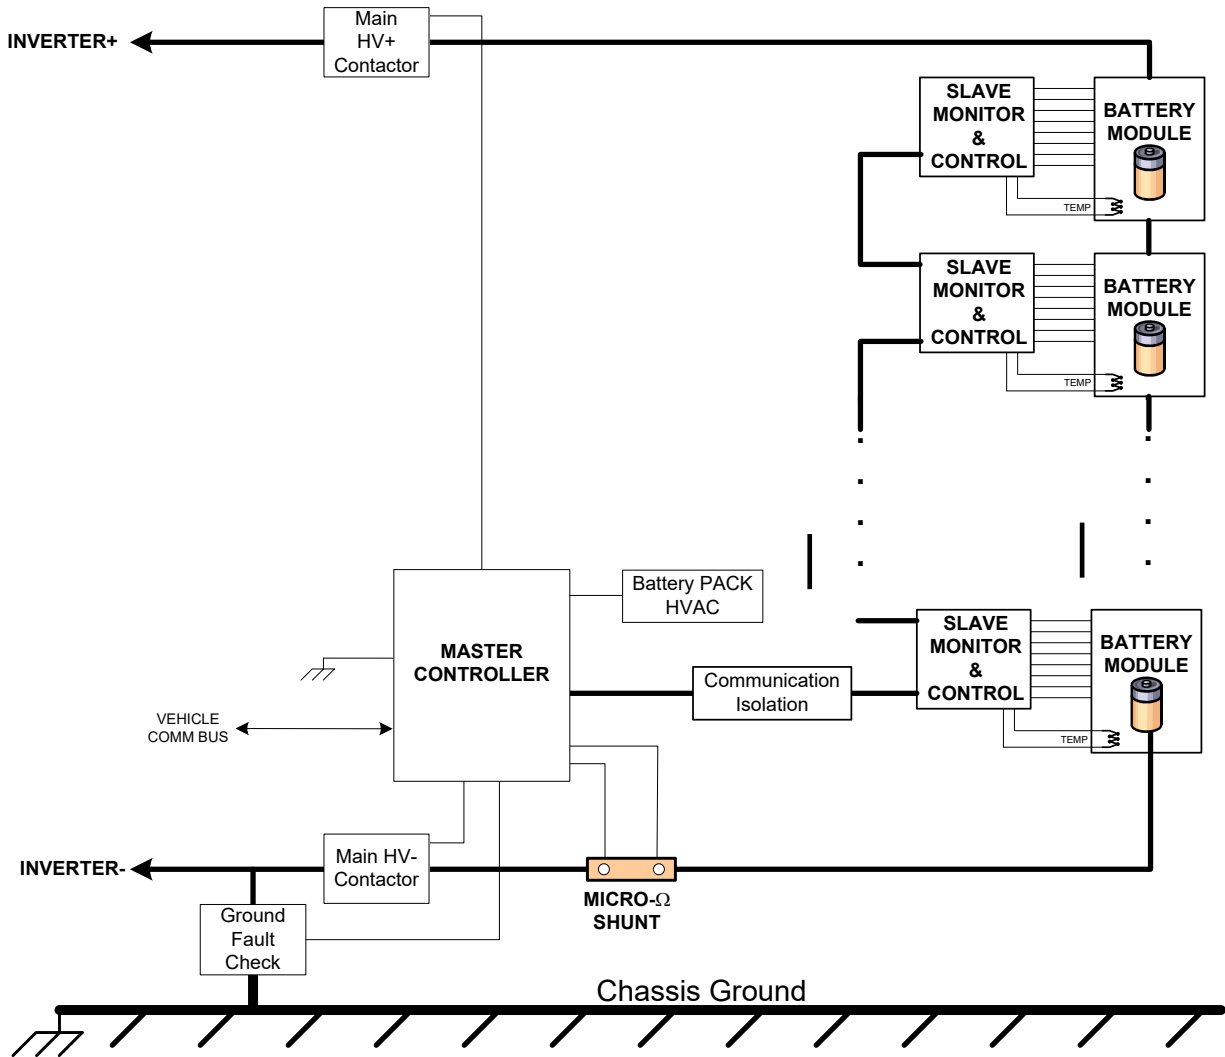 Main
HV+
Contactor
INVERTER+
SLAVE
MONITOR
&
CONTROL
BATTERY
MODULE
TEMP
SLAVE
MONITOR
&
CONTROL
BATTERY
MODULE
TEMP
Battery PACK
HVAC
MASTER
CONTROLLER
SLAVE
MONITOR
&
CONTROL
BATTERY
MODULE
TEMP
Communication
Isolation
VEHICLE
COMM BUS
INVERTER-
Main HV-
Contactor
MICRO-Ω
SHUNT
Ground
Fault
Check
Chassis Ground